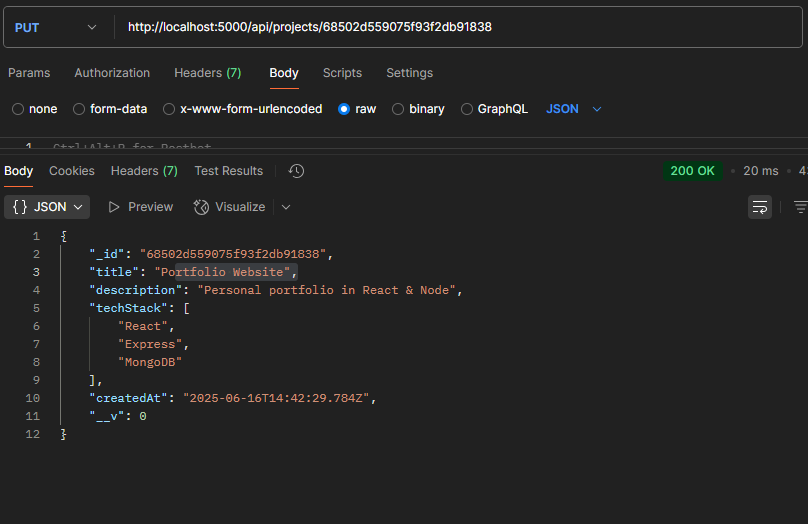 PUT http://localhost:5000/api/projects/68502d559075f93f2db91838
Params Authorization Headers (7) Body Scripts Settings
none form-data x-www-form-urlencoded raw binary GraphQL JSON
1
Body Cookies Headers (7) Test Results 200 OK • 20 ms •
{} JSON Preview Visualize
1 {
2 "_id": "68502d559075f93f2db91838",
3 "title": "Portfolio Website",
4 "description": "Personal portfolio in React & Node",
5 "techStack": [
6 "React",
7 "Express",
8 "MongoDB"
9 ],
10 "createdAt": "2025-06-16T14:42:29.784Z",
11 "__v": 0
12 }